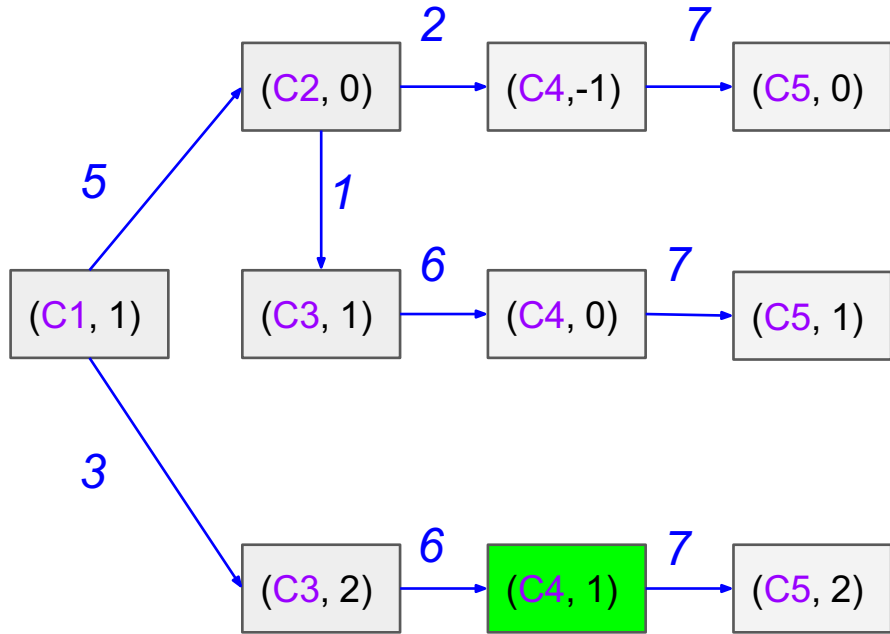 2 7
(C2, 0) (C4,-1) (C5, 0)
5 1
6 7
(C1, 1) (C3, 1) (C4, 0) (C5, 1)
3
6 7
(C3, 2) (C4, 1) (C5, 2)